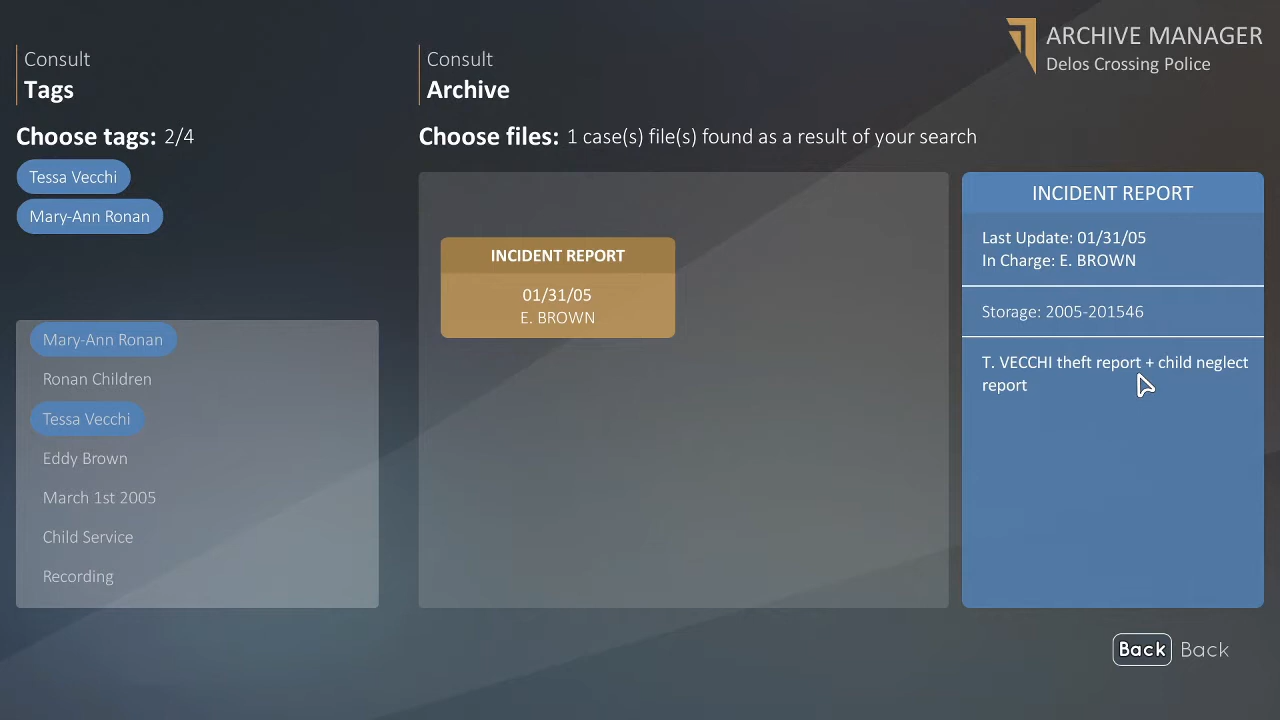 ARCHIVE MANAGER
Delos Crossing Police
Consult
Tags
Choose tags: 2/4
Tessa Vecchi
Mary-Ann Ronan
Mary-Ann Ronan
Ronan Children
Tessa Vecchi
Eddy Brown
March 1st 2005
Child Service
Recording
Consult
Archive
Choose files: 1 case(s) file(s) found as a result of your search
INCIDENT REPORT
01/31/05
E. BROWN
INCIDENT REPORT
Last Update: 01/31/05
In Charge: E. BROWN
Storage: 2005-201546
T. VECCHI theft report + child neglect
report
Back Back